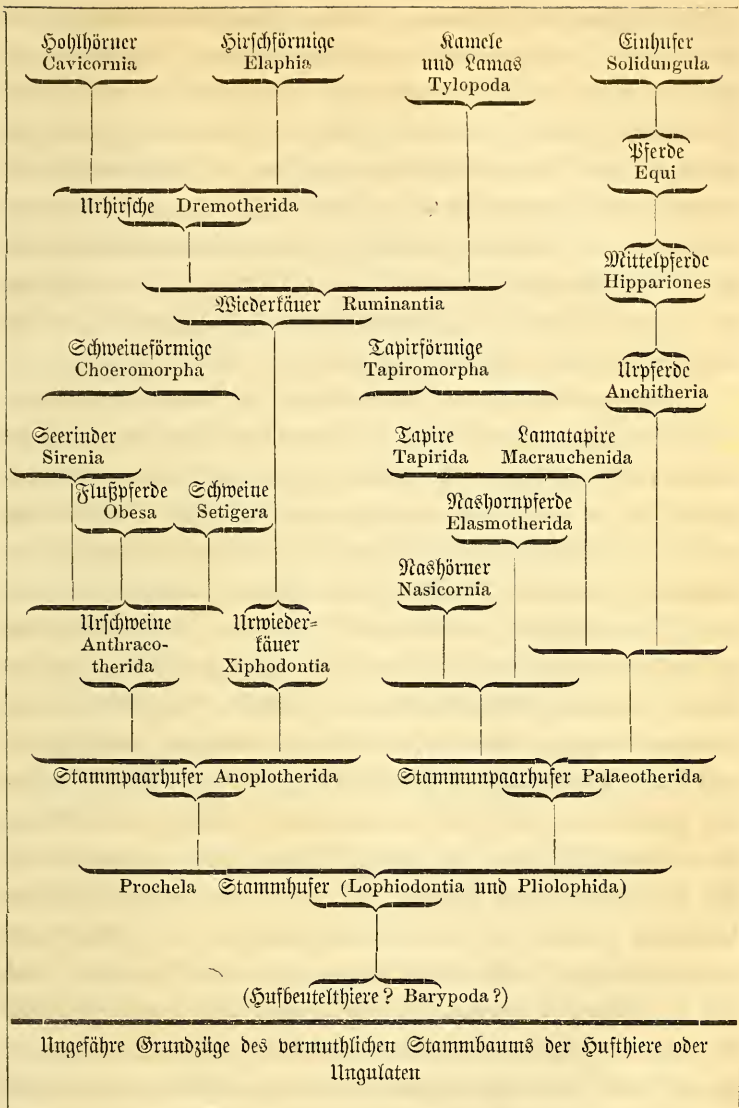 Hohlhörner
Cavicornia
Hirschförmige
Elaphia
Kamele
und Lamas
Tylopoda
Einhufer
Solidungula
Pferde
Equi
Urhirsche Dremotherida
Mittelpferde
Hippariones
Wiederkäuer Ruminantia
Schweineförmige
Choeromorpha
Tapirförmige
Tapiromorpha
Urpferde
Anchitheria
Seerinder
Sirenia
Tapire
Tapirida
Lamatapire
Macrauchenida
Flußpferde
Obesa
Schweine
Setigera
Nashornpferde
Elasmotherida
Nashörner
Nasicornia
Urschweine
Anthraco-
therida
Urwieder=
käuer
Xiphodontia
Stammpaarhufer Anoplotherida
Stammunpaarhufer Palaeotherida
Prochela Stammhufer (Lophiodontia und Pliolophida)
(Hufbeutelthiere? Barypoda?)
Ungefähre Grundzüge des vermuthlichen Stammbaums der Hufthiere oder
Ungulaten